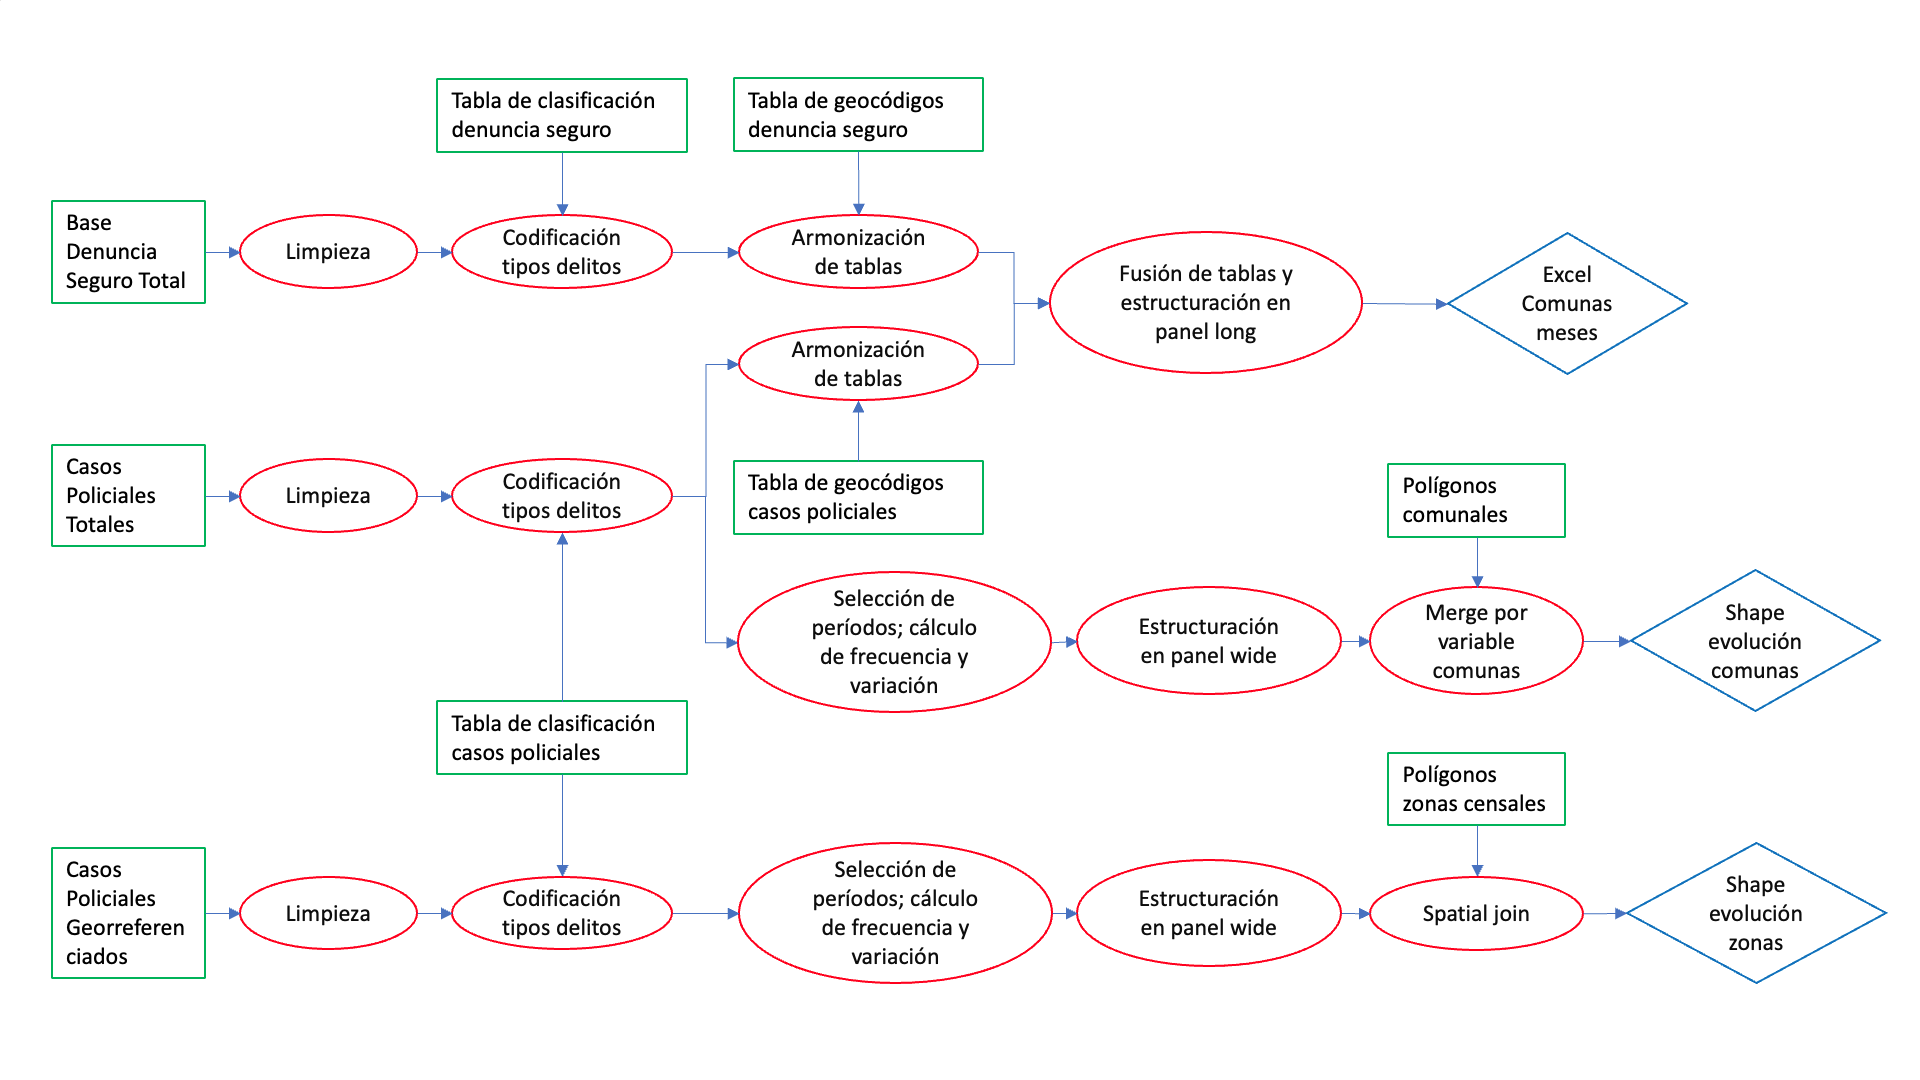 Tabla de clasificación
denuncia seguro
Tabla de geocódigos
denuncia seguro
Base
Denuncia
Seguro Total
Limpieza
Codificación
tipos delitos
Armonización
de tablas
Fusión de tablas y
estructuración en
panel long
Excel
Comunas
meses
Armonización
de tablas
Casos
Policiales
Totales
Limpieza
Codificación
tipos delitos
Tabla de geocódigos
casos policiales
Polígonos
comunales
Selección de
períodos; cálculo
de frecuencia y
variación
Estructuración
en panel wide
Merge por
variable
comunas
Shape
evolución
comunas
Tabla de clasificación
casos policiales
Polígonos
zonas censales
Casos
Policiales
Georreferen
ciados
Limpieza
Codificación
tipos delitos
Selección de
períodos; cálculo
de frecuencia y
variación
Estructuración
en panel wide
Spatial join
Shape
evolución
zonas